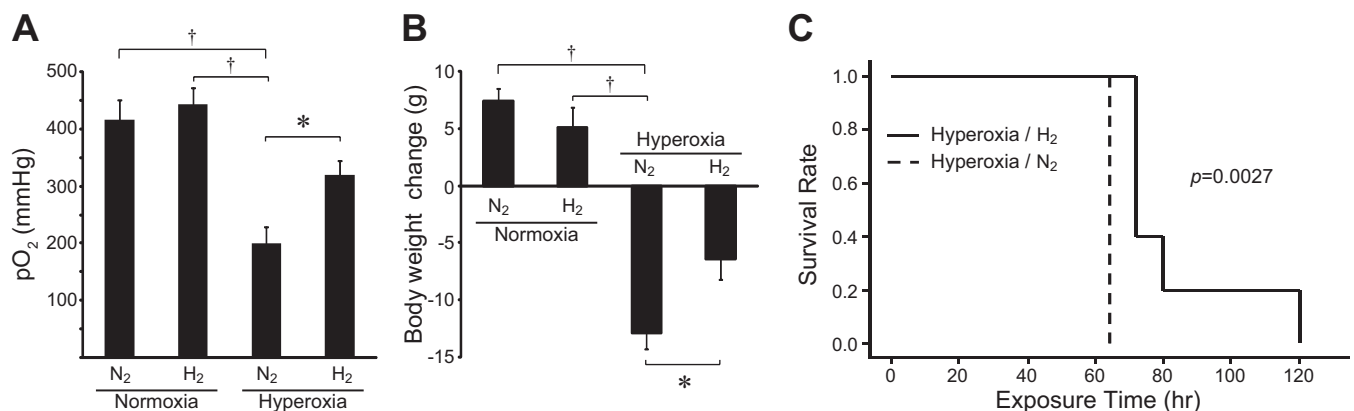 A
† 
†
*
500
400
300
200
100
pO2 (mmHg)
N2 H2 N2 H2
Normoxia Hyperoxia
B
†
†
10
5
0
-5
-10
-15
Body weight change (g)
Hyperoxia
N2 H2
N2 H2
Normoxia
*
C
1.0
0.8
0.6
0.4
0.2
0.0
Survival Rate
Hyperoxia / H2
Hyperoxia / N2
p=0.0027
0 20 40 60 80 100 120
Exposure Time (hr)